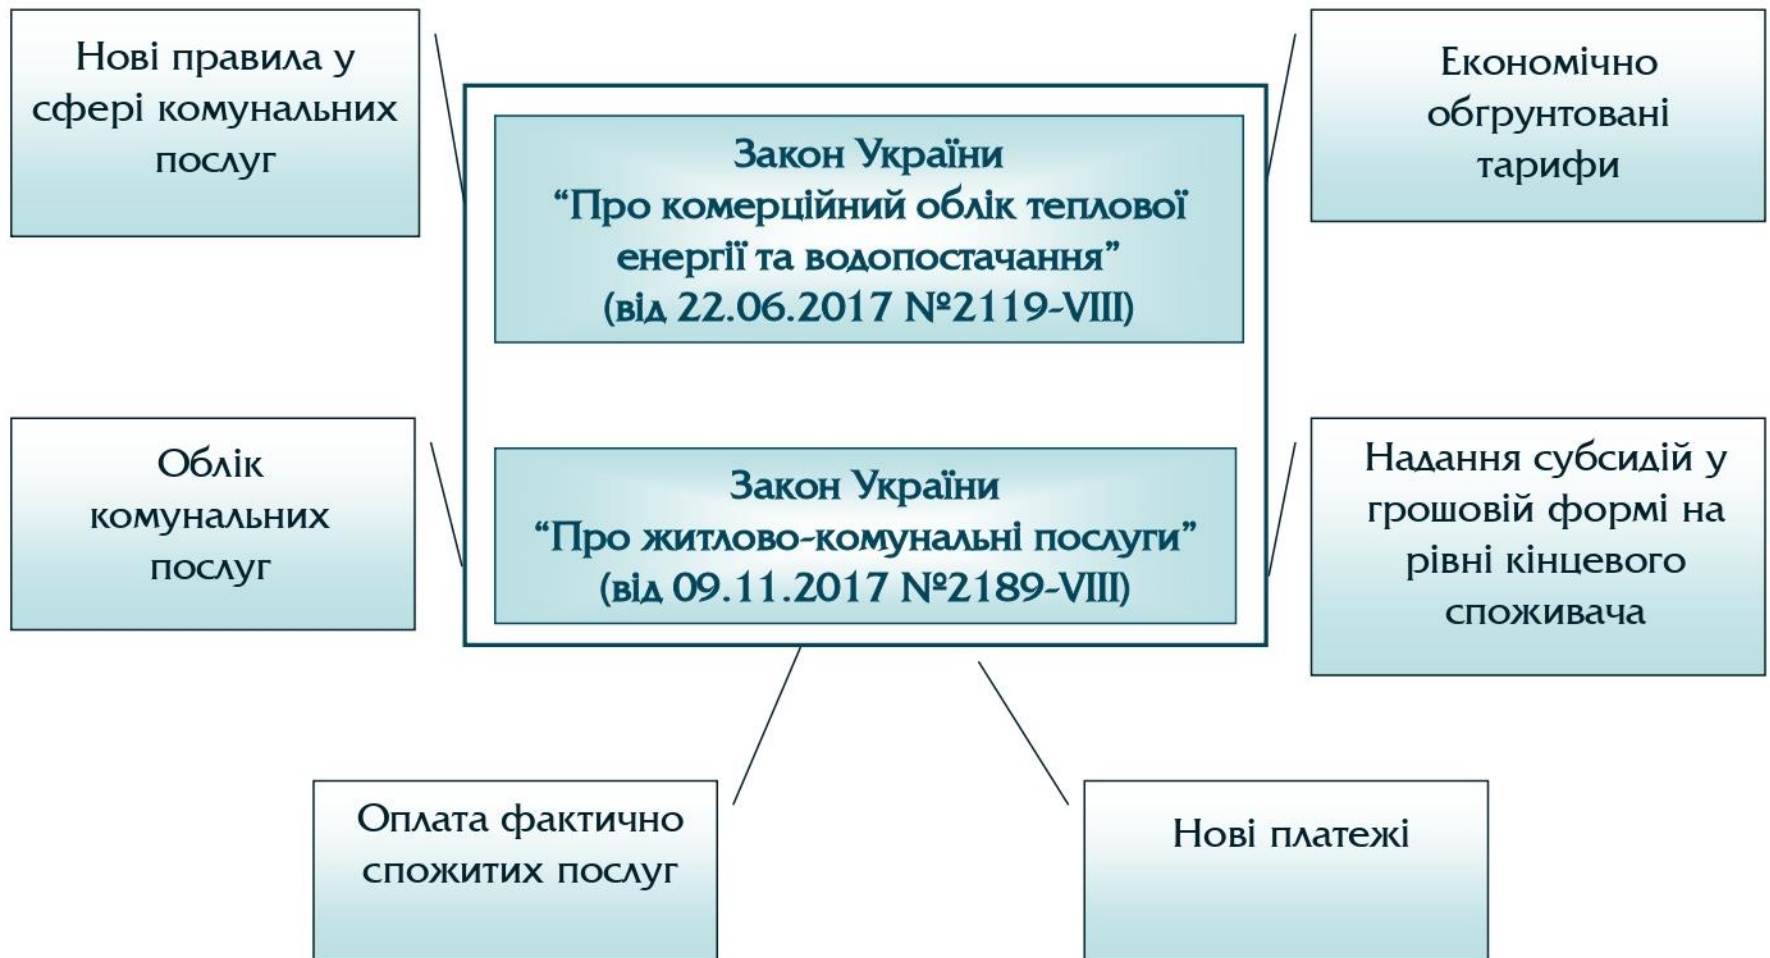 Нові правила у
сфері комунальних
послуг
Економічно
обгрунтовані
тарифи
Закон України
“Про комерційний облік теплової
енергії та водопостачання”
(від 22.06.2017 №2119-VIII)
Облік
комунальних
послуг
Закон України
“Про житлово-комунальні послуги”
(від 09.11.2017 №2189-VIII)
Надання субсидій у
грошовій формі на
рівні кінцевого
споживача
Оплата фактично
спожитих послуг
Нові платежі